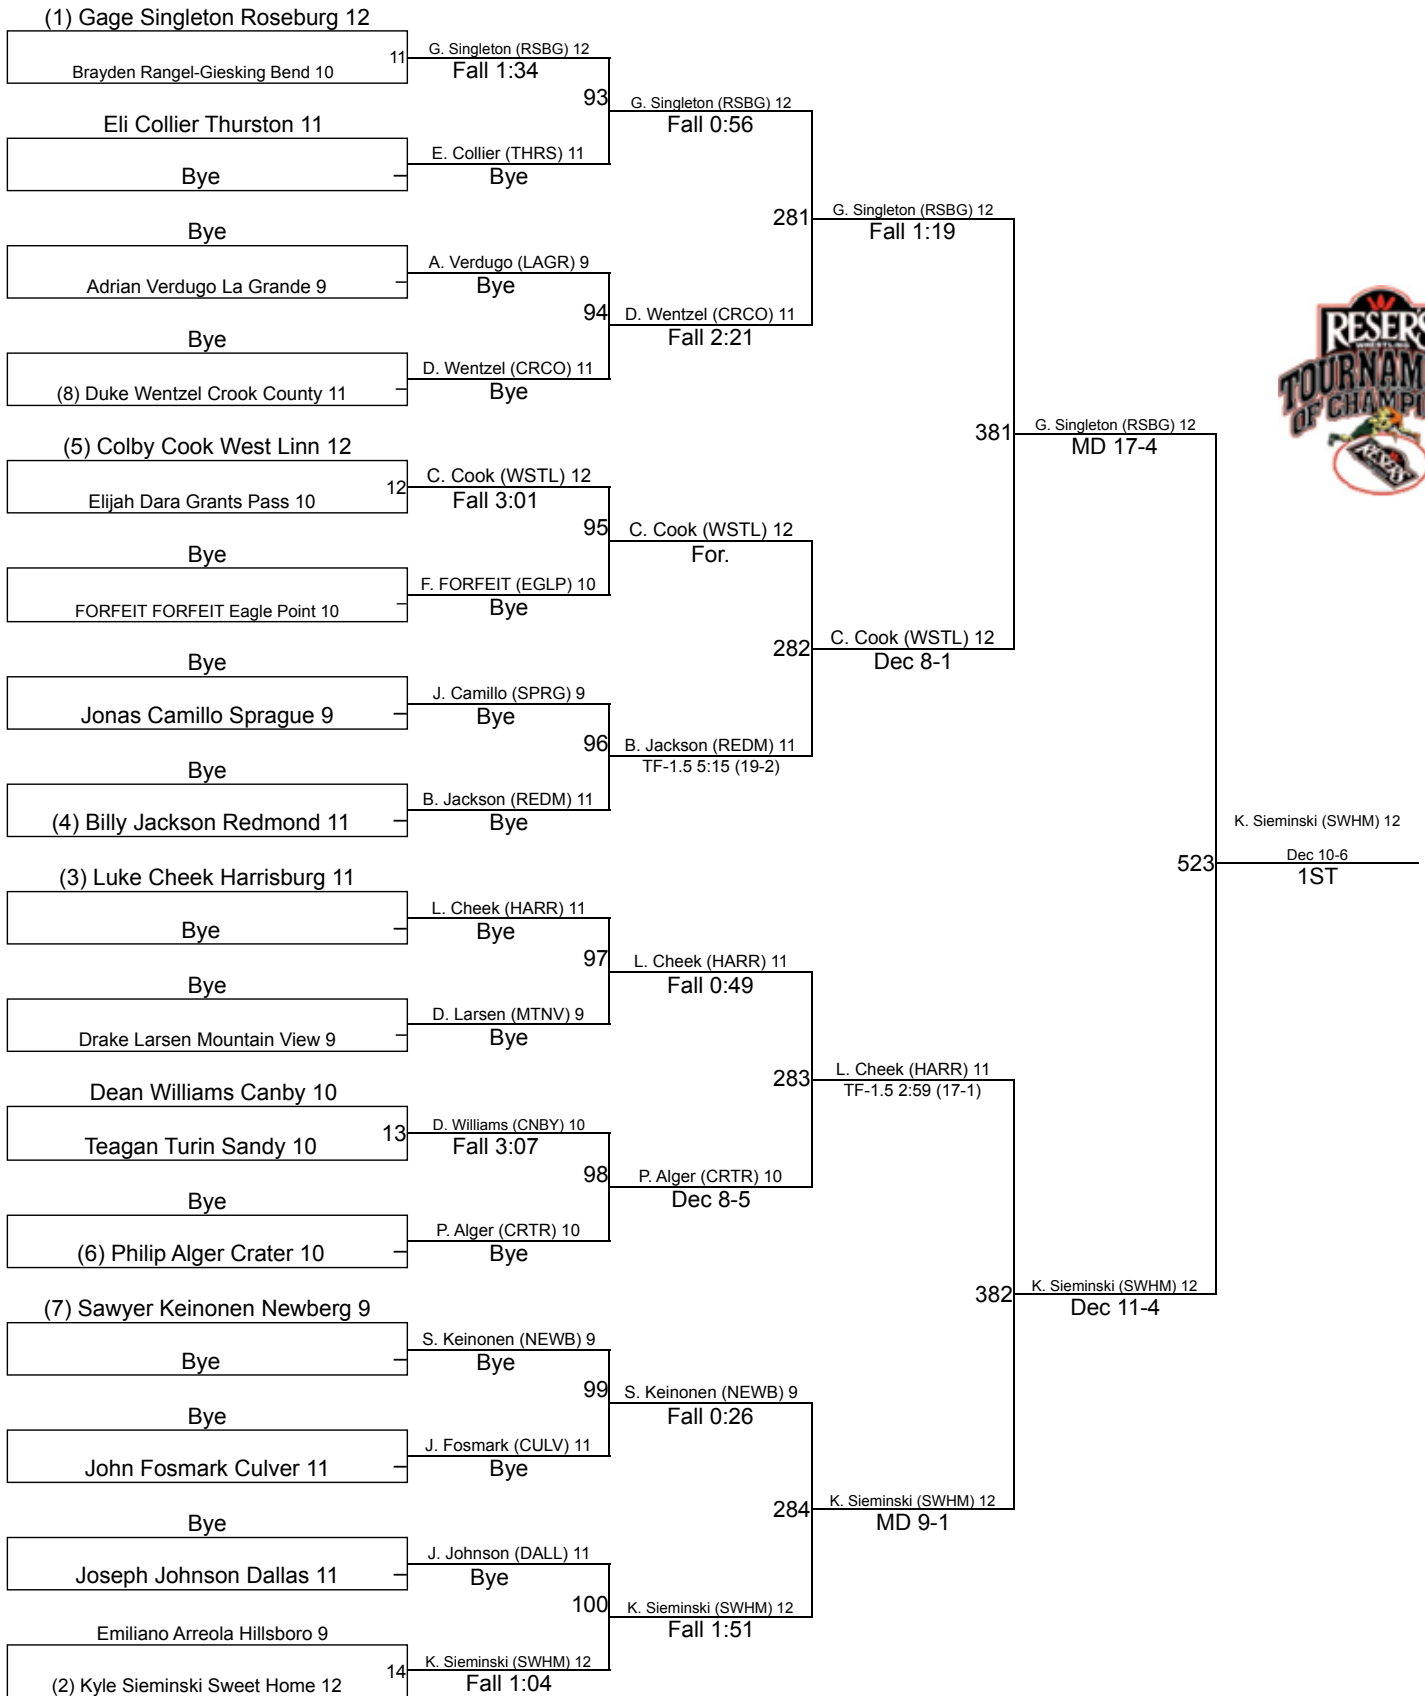 (1) Gage Singleton Roseburg 12
Brayden Rangel-Giesking Bend 10
11
Eli Collier Thurston 11
Bye
Bye
Adrian Verdugo La Grande 9
Bye
(8) Duke Wentzel Crook County 11
(5) Colby Cook West Linn 12
Elijah Dara Grants Pass 10
12
Bye
FORFEIT FORFEIT Eagle Point 10
Bye
Jonas Camillo Sprague 9
Bye
(4) Billy Jackson Redmond 11
(3) Luke Cheek Harrisburg 11
Bye
Bye
Drake Larsen Mountain View 9
Dean Williams Canby 10
Teagan Turin Sandy 10
13
Bye
(6) Philip Alger Crater 10
(7) Sawyer Keinonen Newberg 9
Bye
Bye
John Fosmark Culver 11
Bye
Joseph Johnson Dallas 11
Emiliano Arreola Hillsboro 9
(2) Kyle Sieminski Sweet Home 12
14
G. Singleton (RSBG) 12
Fall 1:34
93
E. Collier (THRS) 11
Bye
A. Verdugo (LAGR) 9
Bye
94
D. Wentzel (CRCO) 11
Bye
C. Cook (WSTL) 12
Fall 3:01
95
F. FORFEIT (EGLP) 10
Bye
J. Camillo (SPRG) 9
Bye
96
B. Jackson (REDM) 11
Bye
L. Cheek (HARR) 11
Bye
97
D. Larsen (MTNV) 9
Bye
D. Williams (CNBY) 10
Fall 3:07
98
P. Alger (CRTR) 10
Bye
S. Keinonen (NEWB) 9
Bye
99
J. Fosmark (CULV) 11
Bye
J. Johnson (DALL) 11
Bye
100
K. Sieminski (SWHM) 12
Fall 1:04
G. Singleton (RSBG) 12
Fall 0:56
281
D. Wentzel (CRCO) 11
Fall 2:21
C. Cook (WSTL) 12
For.
282
B. Jackson (REDM) 11
TF-1.5 5:15 (19-2)
L. Cheek (HARR) 11
Fall 0:49
283
P. Alger (CRTR) 10
Dec 8-5
S. Keinonen (NEWB) 9
Fall 0:26
284
K. Sieminski (SWHM) 12
Fall 1:51
G. Singleton (RSBG) 12
Fall 1:19
381
C. Cook (WSTL) 12
Dec 8-1
L. Cheek (HARR) 11
TF-1.5 2:59 (17-1)
382
K. Sieminski (SWHM) 12
MD 9-1
G. Singleton (RSBG) 12
MD 17-4
523
K. Sieminski (SWHM) 12
Dec 11-4
K. Sieminski (SWHM) 12
Dec 10-6
1ST
RESERS
WRESTLING
TOURNAM
OF CHAMPI